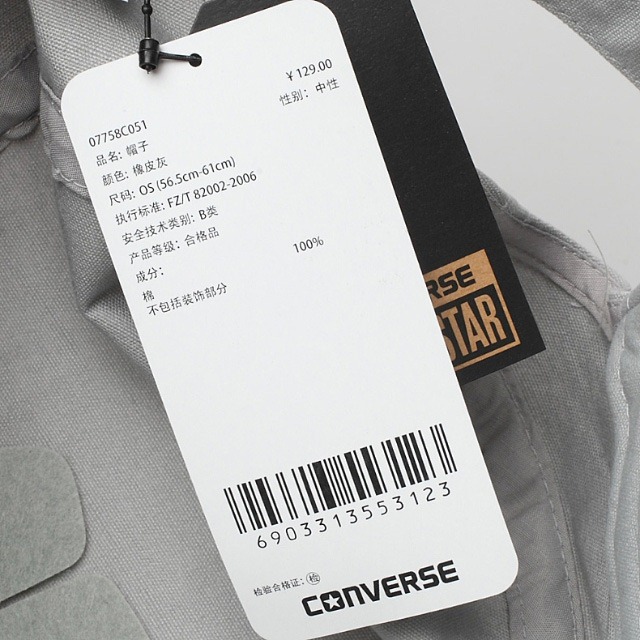 ¥129.00
07758C051
性别: 中性
品名: 帽子
颜色: 橡皮灰
尺码: OS (56.5cm-61cm)
执行标准: FZ/T 82002-2006
安全技术类别: B类
产品等级: 合格品
成分:
棉 100%
不包括装饰部分
6903313553123
检验合格证: 检
CONVERSE
RSE
STAR